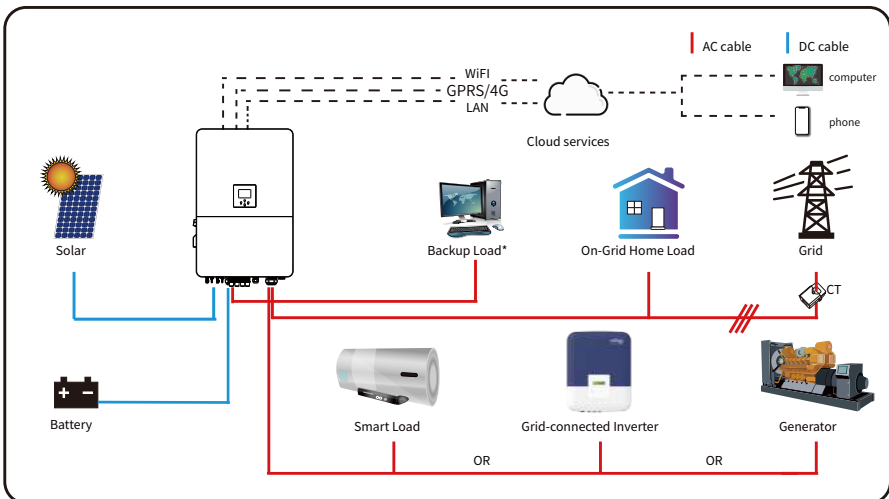 AC cable
DC cable
WiFI
GPRS/4G
LAN
computer
phone
Cloud services
Solar
Backup Load*
On-Grid Home Load
Grid
CT
Battery
Smart Load
Grid-connected Inverter
Generator
OR
OR